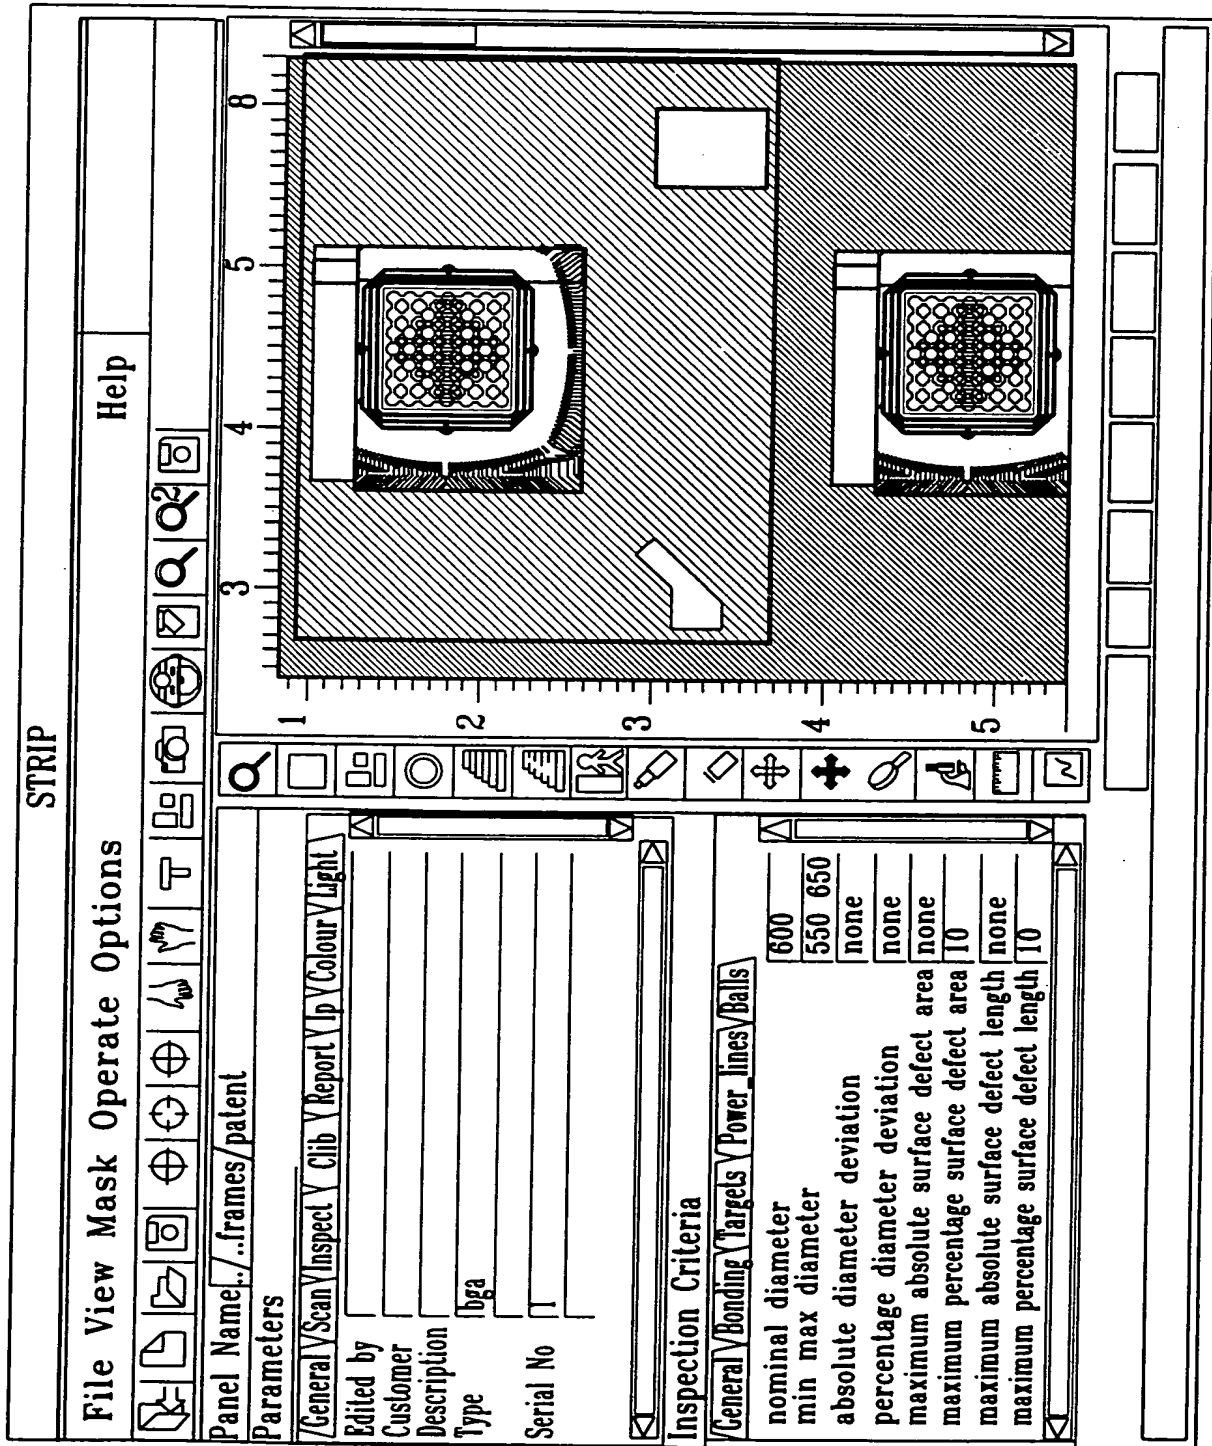 STRIP
File View Mask Operate Options Help
2
Panel Name ../..frames/patent
Parameters
General Scan Inspect Clib Report Ip Colour Light
Edited by
Customer
Description
Type bga
Serial No 1
Inspection Criteria
General Bonding Targets Power_lines Balls
nominal diameter 600
min max diameter 550 650
absolute diameter deviation none
percentage diameter deviation none
maximum absolute surface defect area none
maximum percentage surface defect area 10
maximum absolute surface defect length none
maximum percentage surface defect length 10
3 4 5 8
1
2
3
4
5